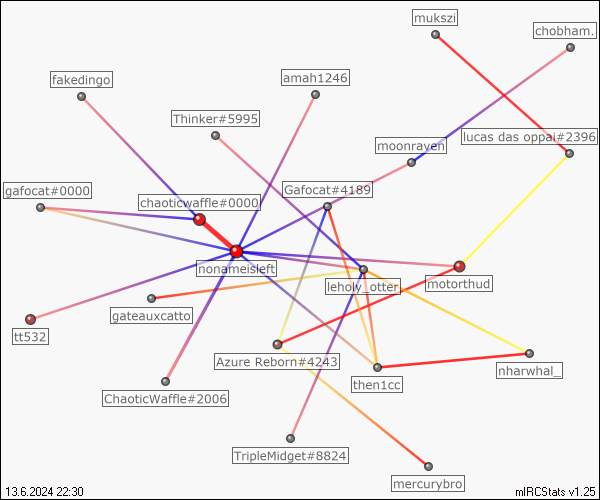 mukszi
chobham.
fakedingo
amah1246
Thinker#5995
lucas das oppai#2396
moonraven
gafocat#0000
Gafocat#4189
chaoticwaffle#0000
nonameisleft
leholy_otter
motorthud
gateauxcatto
tt532
Azure Reborn#4243
nharwhal_
then1cc
ChaoticWaffle#2006
TripleMidget#8824
mercurybro
13.6.2024 22:30
mIRCStats v1.25